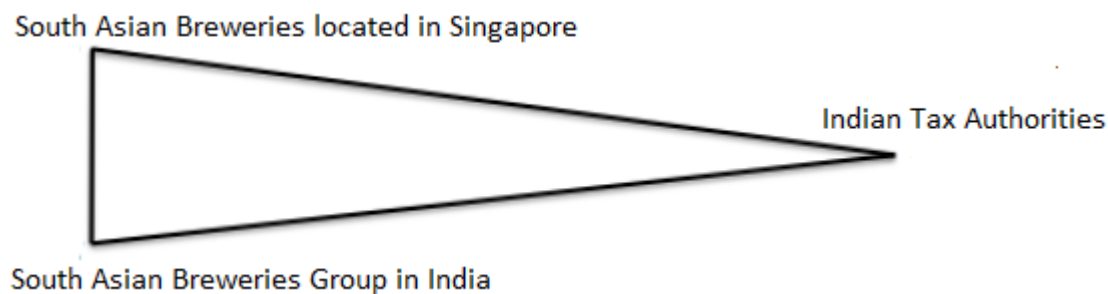 South Asian Breweries located in Singapore
Indian Tax Authorities
South Asian Breweries Group in India